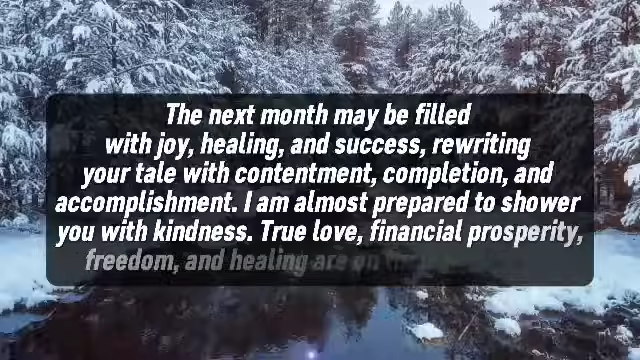 The next month may be filled
with joy, healing, and success, rewriting
your tale with contentment, completion, and
accomplishment. I am almost prepared to shower
you with kindness. True love, financial prosperity,
freedom, and healing are on